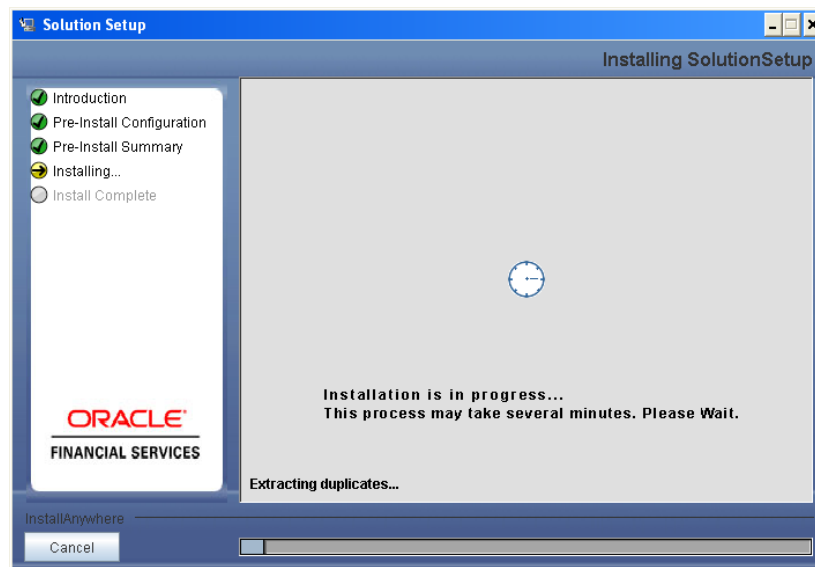 Solution Setup
Installing SolutionSetup
Introduction
Pre-Install Configuration
Pre-Install Summary
Installing...
Install Complete
ORACLE®
FINANCIAL SERVICES
Installation is in progress...
This process may take several minutes. Please Wait.
Extracting duplicates...
InstallAnywhere
Cancel